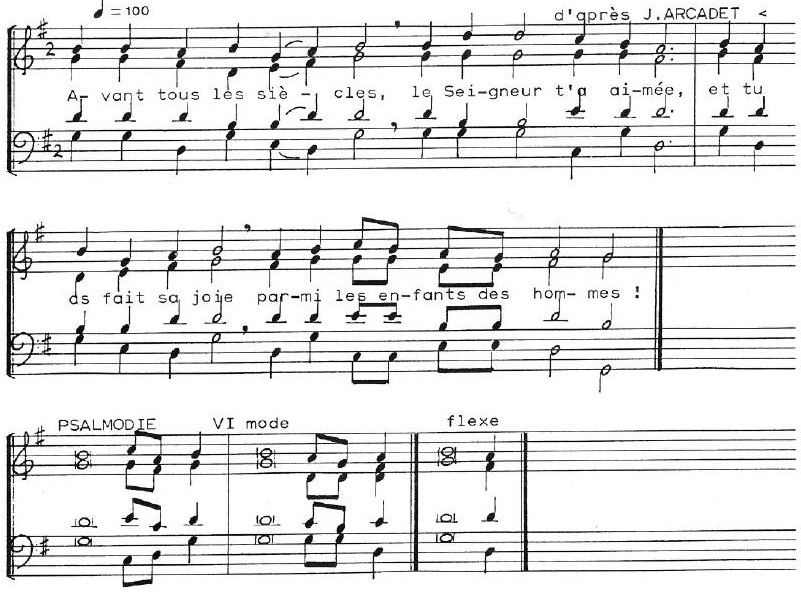 ♩ = 100
d'après J.ARCADET <
A- vant tous les siè - cles, le Sei-gneur t'a ai-mée, et tu
as fait sa joie par-mi les en-fants des hom- mes !
PSALMODIE VI mode flexe